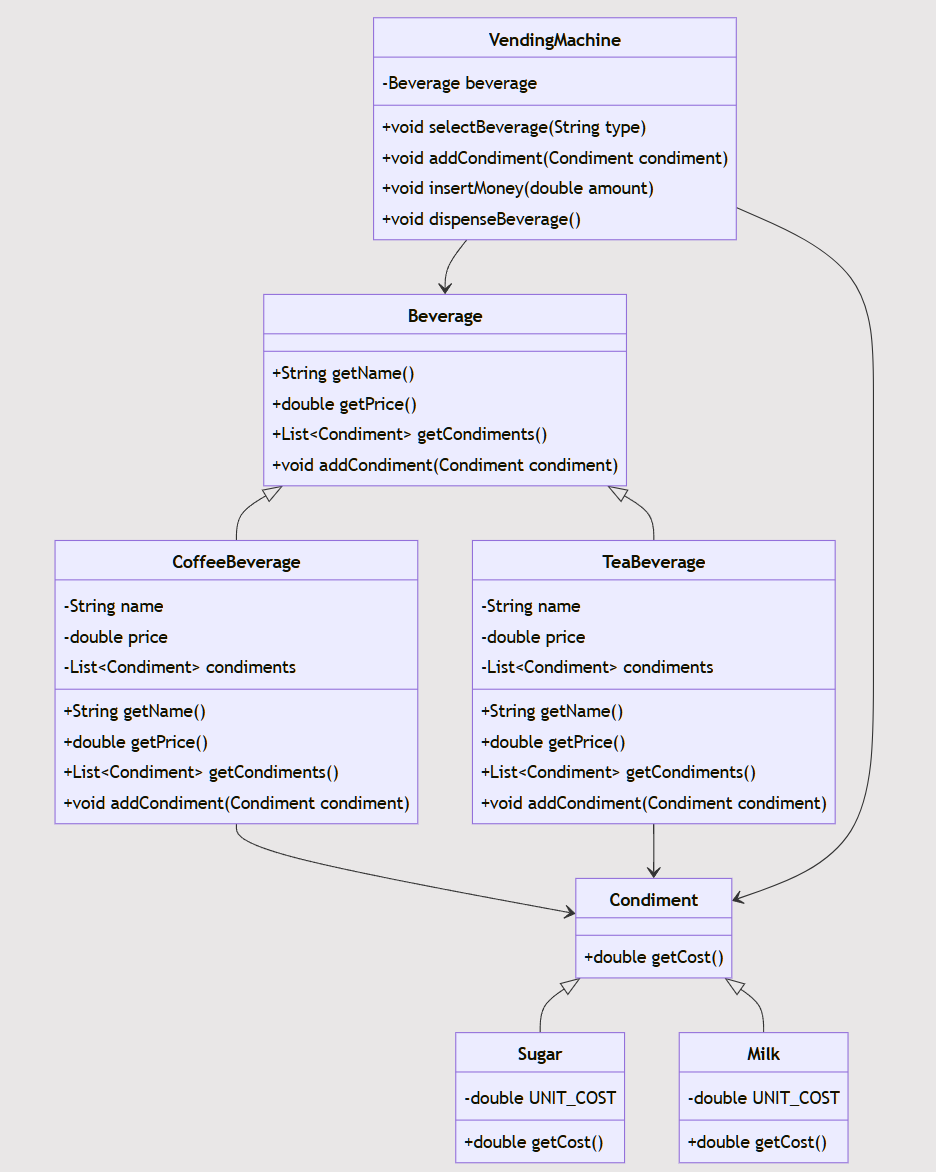 VendingMachine
-Beverage beverage
+void selectBeverage(String type)
+void addCondiment(Condiment condiment)
+void insertMoney(double amount)
+void dispenseBeverage()
Beverage
+String getName()
+double getPrice()
+List<Condiment> getCondiments()
+void addCondiment(Condiment condiment)
CoffeeBeverage
-String name
-double price
-List<Condiment> condiments
+String getName()
+double getPrice()
+List<Condiment> getCondiments()
+void addCondiment(Condiment condiment)
TeaBeverage
-String name
-double price
-List<Condiment> condiments
+String getName()
+double getPrice()
+List<Condiment> getCondiments()
+void addCondiment(Condiment condiment)
Condiment
+double getCost()
Sugar
-double UNIT_COST
+double getCost()
Milk
-double UNIT_COST
+double getCost()